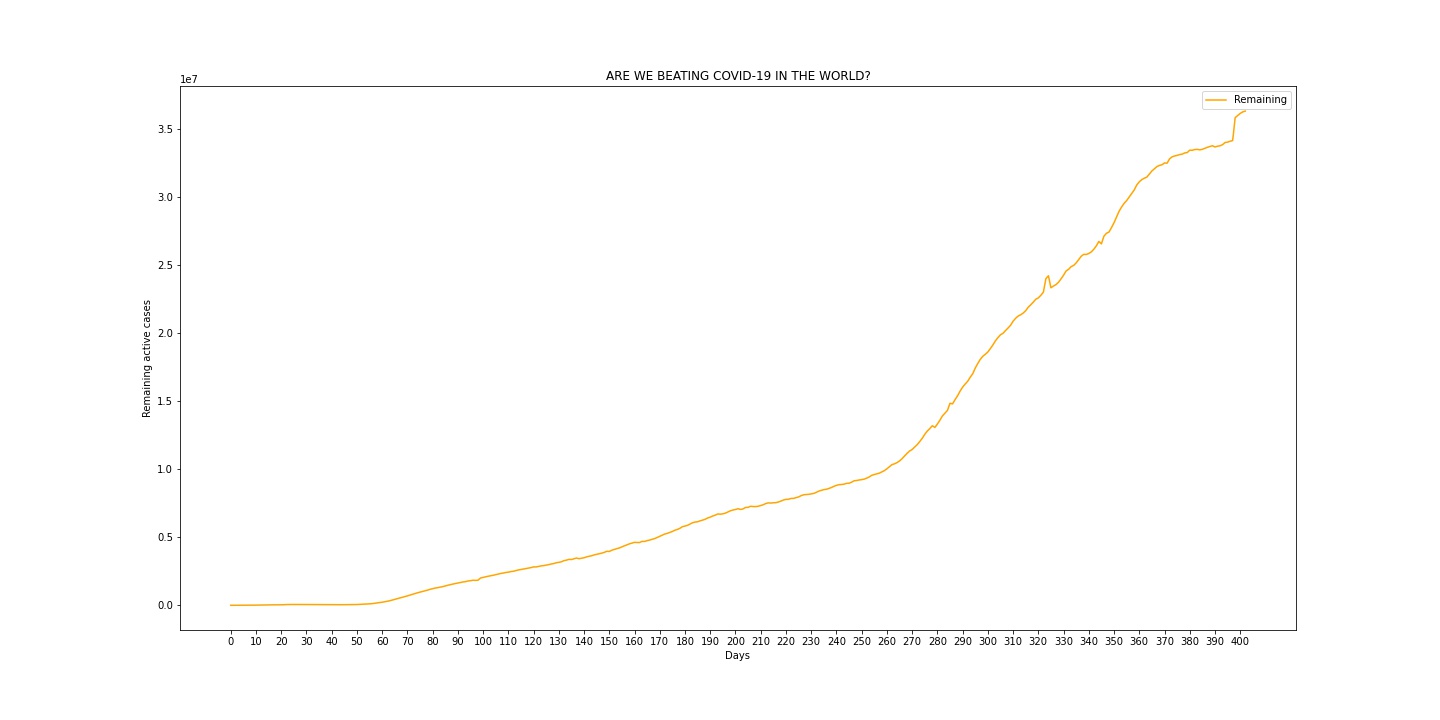 ARE WE BEATING COVID-19 IN THE WORLD?
1e7
Remaining
3.5
3.0
2.5
2.0
1.5
1.0
0.5
0.0
Remaining active cases
0 10 20 30 40 50 60 70 80 90 100 110 120 130 140 150 160 170 180 190 200 210 220 230 240 250 260 270 280 290 300 310 320 330 340 350 360 370 380 390 400
Days